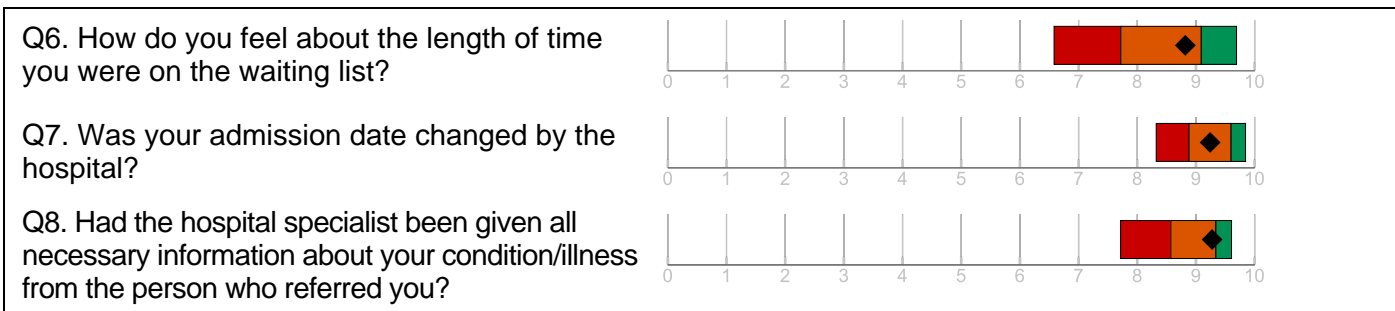 Q6. How do you feel about the length of time
you were on the waiting list?
0 1 2 3 4 5 6 7 8 9 10
Q7. Was your admission date changed by the
hospital?
0 1 2 3 4 5 6 7 8 9 10
Q8. Had the hospital specialist been given all
necessary information about your condition/illness
from the person who referred you?
0 1 2 3 4 5 6 7 8 9 10